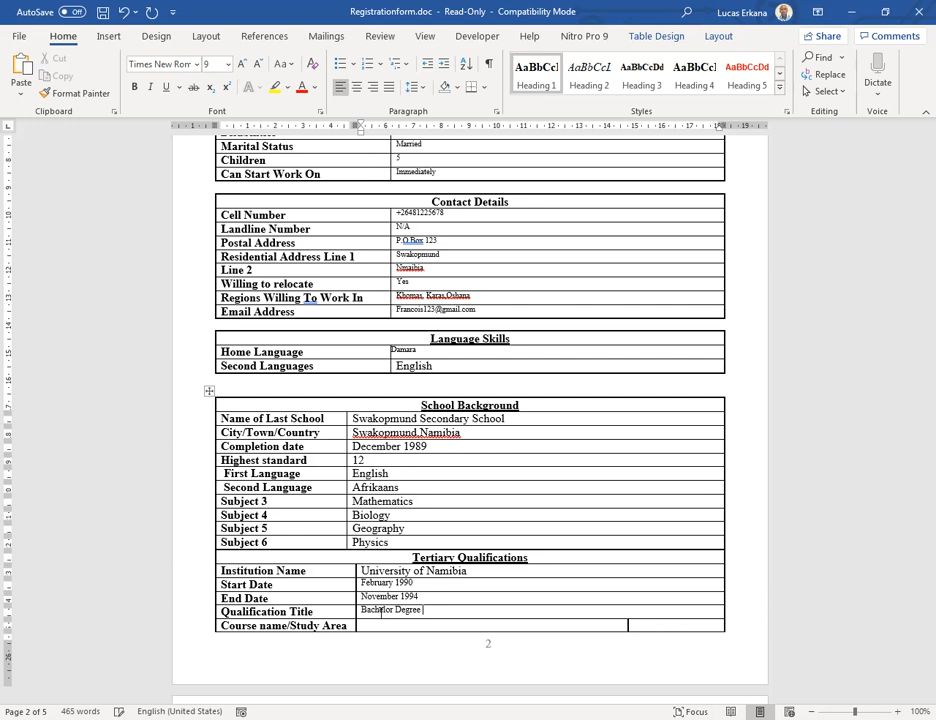 AutoSave Off
Registrationform.doc - Read-Only - Compatibility Mode
Lucas Erkana
File Home Insert Design Layout References Mailings Review View Developer Help Nitro Pro 9 Table Design Layout Share Comments
Paste Cut Copy Format Painter
Clipboard
Times New Ror 9 A A Aa
B I U ab x x A A
Font
Paragraph
AaBbCcl AaBbCcL AaBbCcDd AaBbCcl AaBbCcDd
Heading 1 Heading 2 Heading 3 Heading 4 Heading 5
Styles
Find
Replace
Select
Editing
Dictate
Voice
Marital Status Married
Children 5
Can Start Work On Immediately
Contact Details
Cell Number +26481225678
Landline Number N/A
Postal Address P.O.Box 123
Residential Address Line 1 Swakopmund
Line 2 Nmaibia
Willing to relocate Yes
Regions Willing To Work In Khomas, Karas,Oshana
Email Address Francois123@gmail.com
Language Skills
Home Language Damara
Second Languages English
School Background
Name of Last School Swakopmund Secondary School
City/Town/Country Swakopmund,Namibia
Completion date December 1989
Highest standard 12
First Language English
Second Language Afrikaans
Subject 3 Mathematics
Subject 4 Biology
Subject 5 Geography
Subject 6 Physics
Tertiary Qualifications
Institution Name University of Namibia
Start Date February 1990
End Date November 1994
Qualification Title Bachelor Degree
Course name/Study Area
2
Page 2 of 5 465 words English (United States) Focus 100%